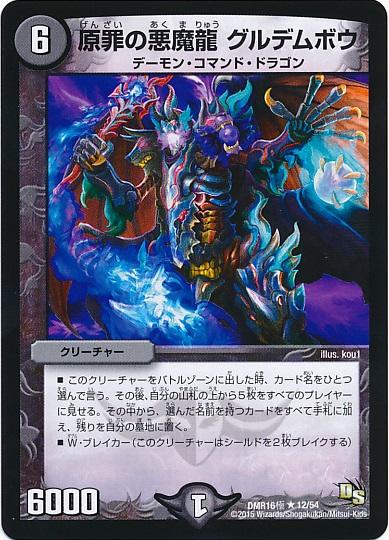 6
げんざい あくまりゅう
原罪の悪魔龍 グルデムボウ
デーモン・コマンド・ドラゴン
クリーチャー
illus. kou1
■このクリーチャーをバトルゾーンに出した時、カード名をひとつ
選んで言う。その後、自分の山札の上から5枚をすべてのプレイヤ
ーに見せる。その中から、選んだ名前を持つカードをすべて手札に加
え、残りを自分の墓地に置く。
■W・ブレイカー(このクリーチャーはシールドを2枚ブレイクする)
6000
1
DMR16極 ★12/54
©2015 Wizards/Shogakukan/Mitsui-Kids
DS